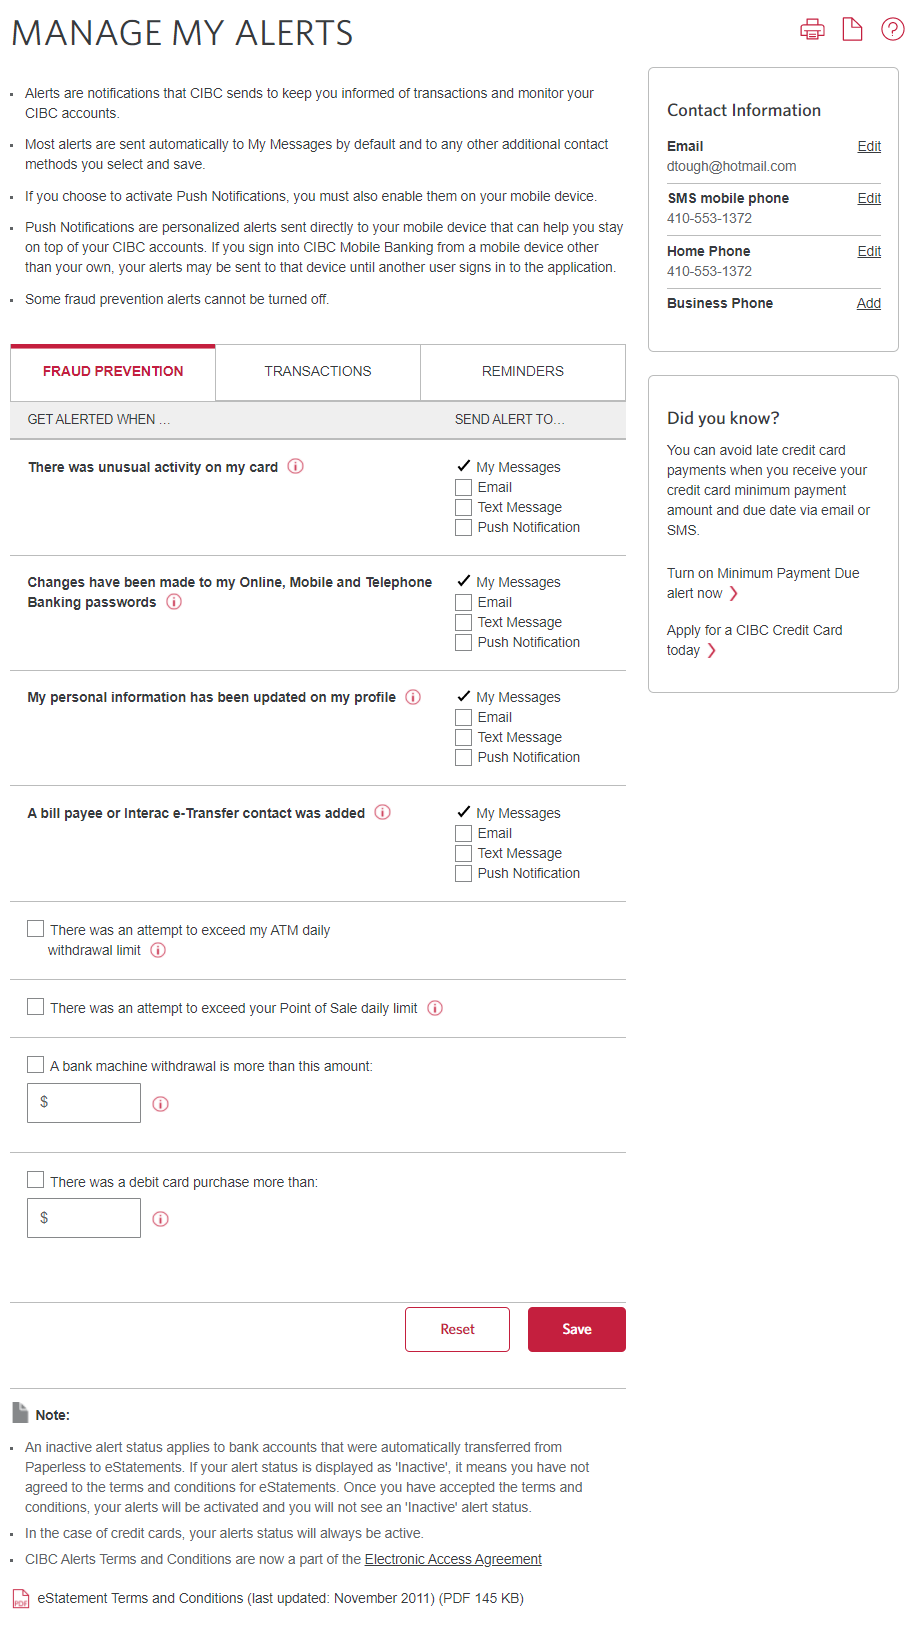 MANAGE MY ALERTS
Alerts are notifications that CIBC sends to keep you informed of transactions and monitor your
CIBC accounts.
Most alerts are sent automatically to My Messages by default and to any other additional contact
methods you select and save.
If you choose to activate Push Notifications, you must also enable them on your mobile device.
Push Notifications are personalized alerts sent directly to your mobile device that can help you stay
on top of your CIBC accounts. If you sign into CIBC Mobile Banking from a mobile device other
than your own, your alerts may be sent to that device until another user signs in to the application.
Some fraud prevention alerts cannot be turned off.
Contact Information
Email Edit
dtough@hotmail.com
SMS mobile phone Edit
410-553-1372
Home Phone Edit
410-553-1372
Business Phone Add
Did you know?
You can avoid late credit card
payments when you receive your
credit card minimum payment
amount and due date via email or
SMS.
Turn on Minimum Payment Due
alert now
Apply for a CIBC Credit Card
today
FRAUD PREVENTION TRANSACTIONS REMINDERS
GET ALERTED WHEN ... SEND ALERT TO...
There was unusual activity on my card
My Messages
Email
Text Message
Push Notification
Changes have been made to my Online, Mobile and Telephone
Banking passwords
My Messages
Email
Text Message
Push Notification
My personal information has been updated on my profile
My Messages
Email
Text Message
Push Notification
A bill payee or Interac e-Transfer contact was added
My Messages
Email
Text Message
Push Notification
There was an attempt to exceed my ATM daily
withdrawal limit
There was an attempt to exceed your Point of Sale daily limit
A bank machine withdrawal is more than this amount:
$
There was a debit card purchase more than:
$
Reset Save
Note:
An inactive alert status applies to bank accounts that were automatically transferred from
Paperless to eStatements. If your alert status is displayed as 'Inactive', it means you have not
agreed to the terms and conditions for eStatements. Once you have accepted the terms and
conditions, your alerts will be activated and you will not see an 'Inactive' alert status.
In the case of credit cards, your alerts status will always be active.
CIBC Alerts Terms and Conditions are now a part of the Electronic Access Agreement
PDF eStatement Terms and Conditions (last updated: November 2011) (PDF 145 KB)